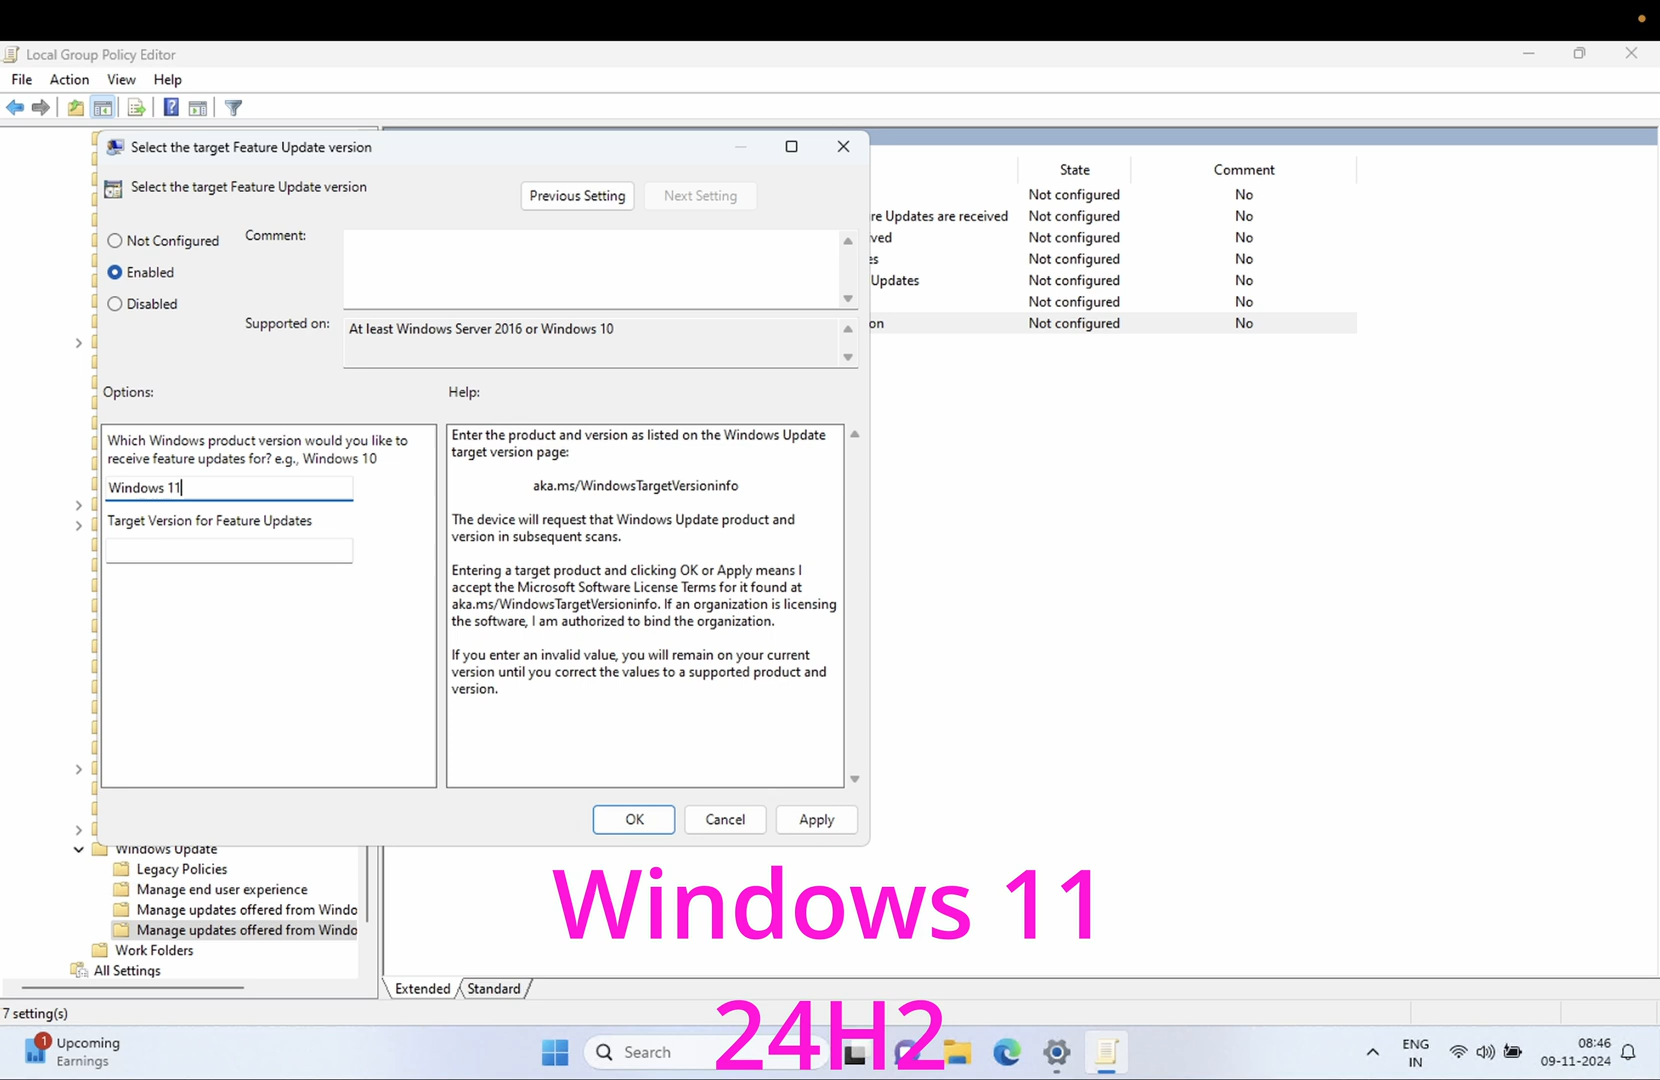 Local Group Policy Editor
File Action View Help
Select the target Feature Update version
Select the target Feature Update version
Previous Setting
Next Setting
Not Configured
Enabled
Disabled
Comment:
Supported on:
At least Windows Server 2016 or Windows 10
Options:
Help:
Which Windows product version would you like to
receive feature updates for? e.g., Windows 10
Windows 11
Target Version for Feature Updates
Enter the product and version as listed on the Windows Update
target version page:
aka.ms/WindowsTargetVersioninfo
The device will request that Windows Update product and
version in subsequent scans.
Entering a target product and clicking OK or Apply means I
accept the Microsoft Software License Terms for it found at
aka.ms/WindowsTargetVersioninfo. If an organization is licensing
the software, I am authorized to bind the organization.
If you enter an invalid value, you will remain on your current
version until you correct the values to a supported product and
version.
OK
Cancel
Apply
State Comment
Not configured No
re Updates are received Not configured No
ved Not configured No
es Not configured No
Updates Not configured No
Not configured No
on Not configured No
Windows Update
Legacy Policies
Manage end user experience
Manage updates offered from Windo
Manage updates offered from Windo
Work Folders
All Settings
Extended Standard
7 setting(s)
Windows 11
24H2
1
Upcoming
Earnings
Search
ENG
IN
08:46
09-11-2024